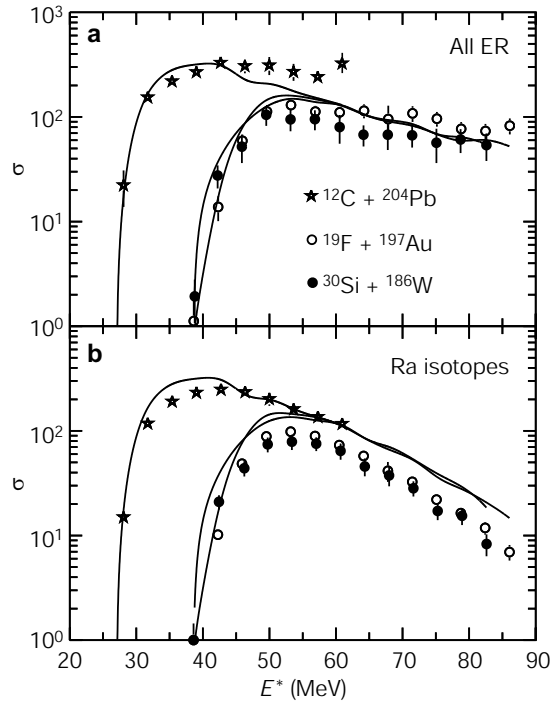 10³
a
All ER
10²
σ
¹²C + ²⁰⁴Pb
¹⁹F + ¹⁹⁷Au
³⁰Si + ¹⁸⁶W
10¹
10⁰
b
Ra isotopes
10²
σ
10¹
10⁰
20 30 40 50 60 70 80 90
E* (MeV)